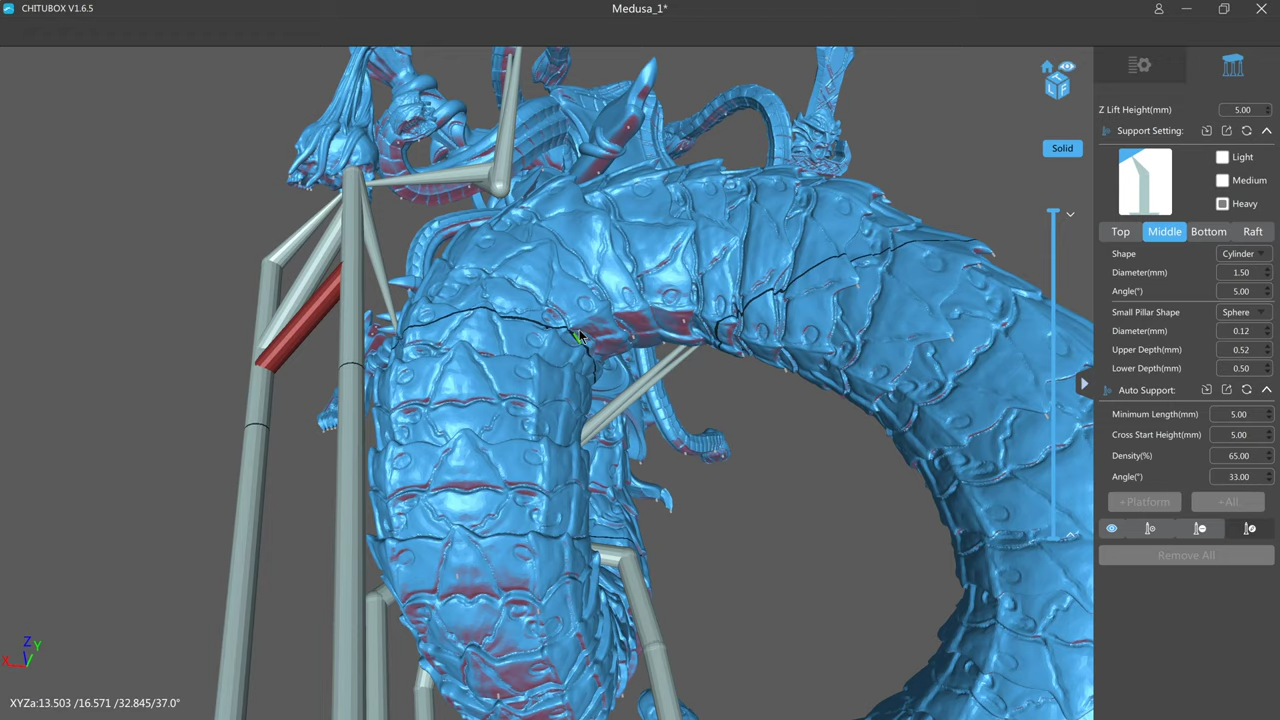 CHITUBOX V1.6.5
Medusa_1*
Z Lift Height(mm) 5.00
Support Setting:
Solid
Light
Medium
Heavy
Top Middle Bottom Raft
Shape Cylinder
Diameter(mm) 1.50
Angle(°) 5.00
Small Pillar Shape Sphere
Diameter(mm) 0.12
Upper Depth(mm) 0.52
Lower Depth(mm) 0.50
Auto Support:
Minimum Length(mm) 5.00
Cross Start Height(mm) 5.00
Density(%) 65.00
Angle(°) 33.00
+Platform +All
Remove All
Z
Y
X
XYZa:13.503 /16.571 /32.845/37.0°